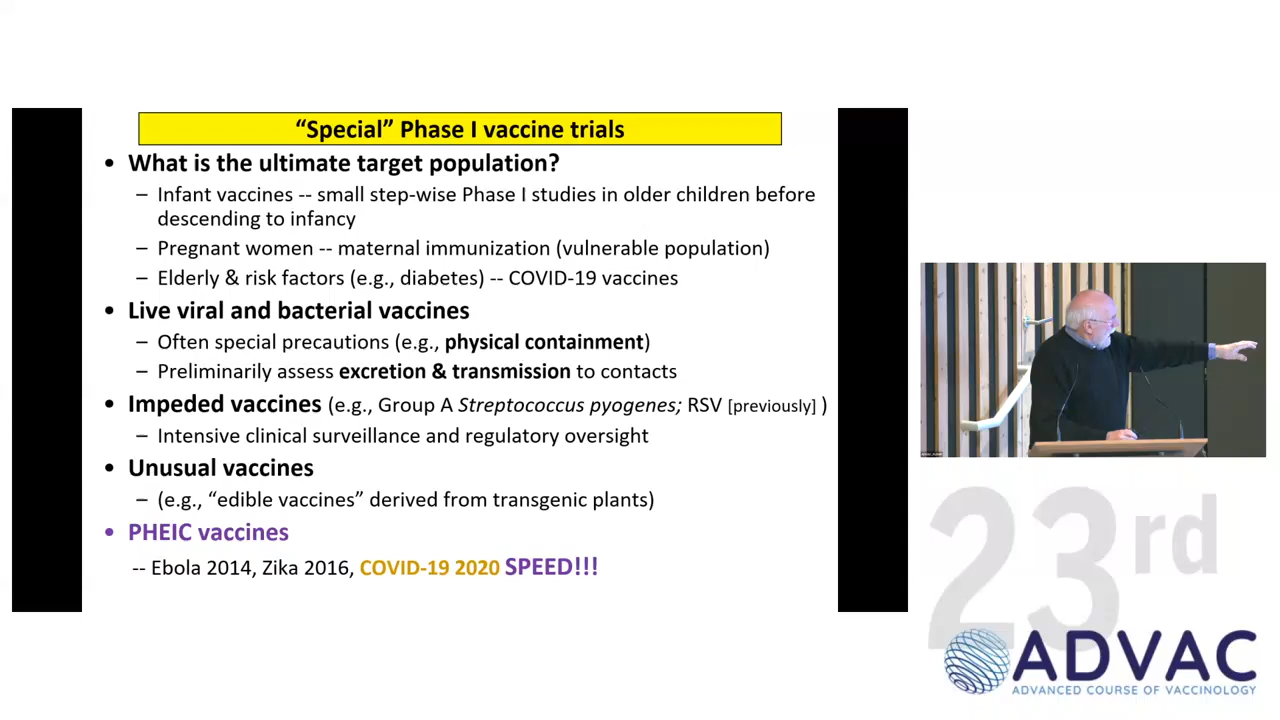 “Special” Phase I vaccine trials
• What is the ultimate target population?
– Infant vaccines -- small step-wise Phase I studies in older children before
descending to infancy
– Pregnant women -- maternal immunization (vulnerable population)
– Elderly & risk factors (e.g., diabetes) -- COVID-19 vaccines
• Live viral and bacterial vaccines
– Often special precautions (e.g., physical containment)
– Preliminarily assess excretion & transmission to contacts
• Impeded vaccines (e.g., Group A Streptococcus pyogenes; RSV [previously] )
– Intensive clinical surveillance and regulatory oversight
• Unusual vaccines
– (e.g., “edible vaccines” derived from transgenic plants)
• PHEIC vaccines
-- Ebola 2014, Zika 2016, COVID-19 2020 SPEED!!!
23rd
ADVAC
ADVANCED COURSE OF VACCINOLOGY